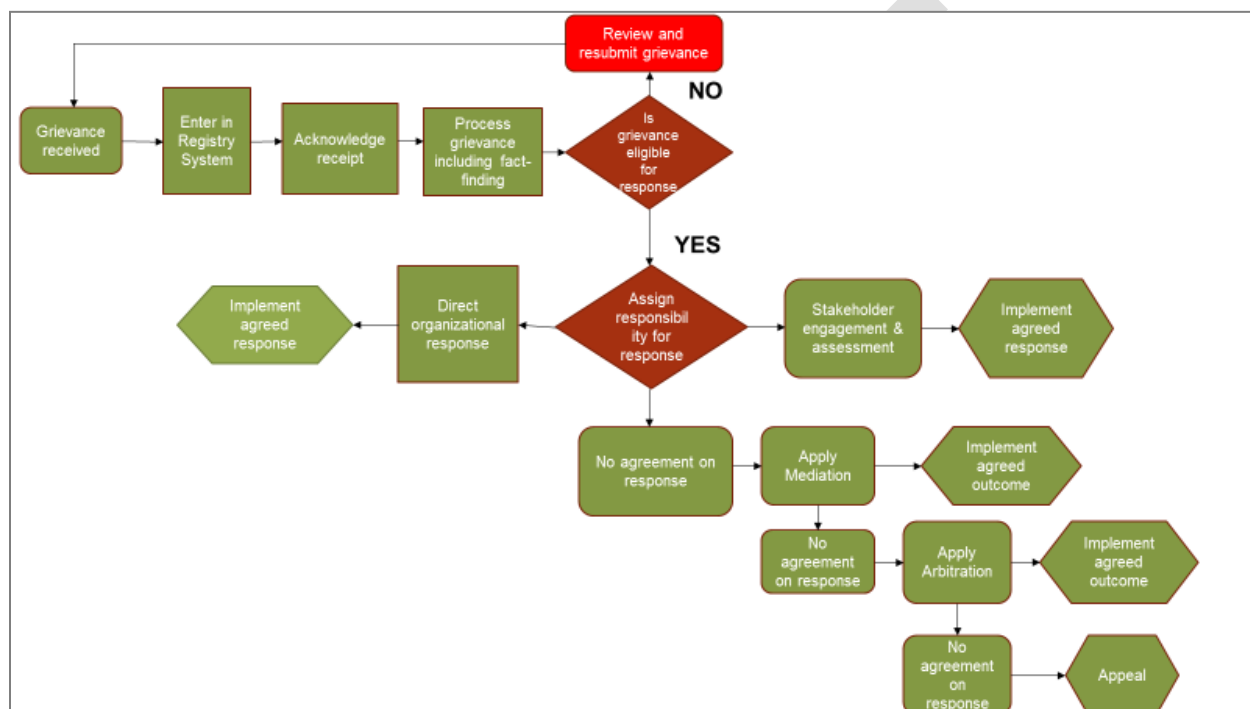 Review and
resubmit grievance
NO
Grievance
received
Enter in
Registry
System
Acknowledge
receipt
Process
grievance
including fact-
finding
Is
grievance
eligible
for
response
YES
Implement
agreed
response
Direct
organizational
response
Assign
responsibil
ity for
response
Stakeholder
engagement &
assessment
Implement
agreed
response
No agreement on
response
Apply
Mediation
Implement
agreed
outcome
No
agreement
on response
Apply
Arbitration
Implement
agreed
outcome
No
agreement
on
response
Appeal